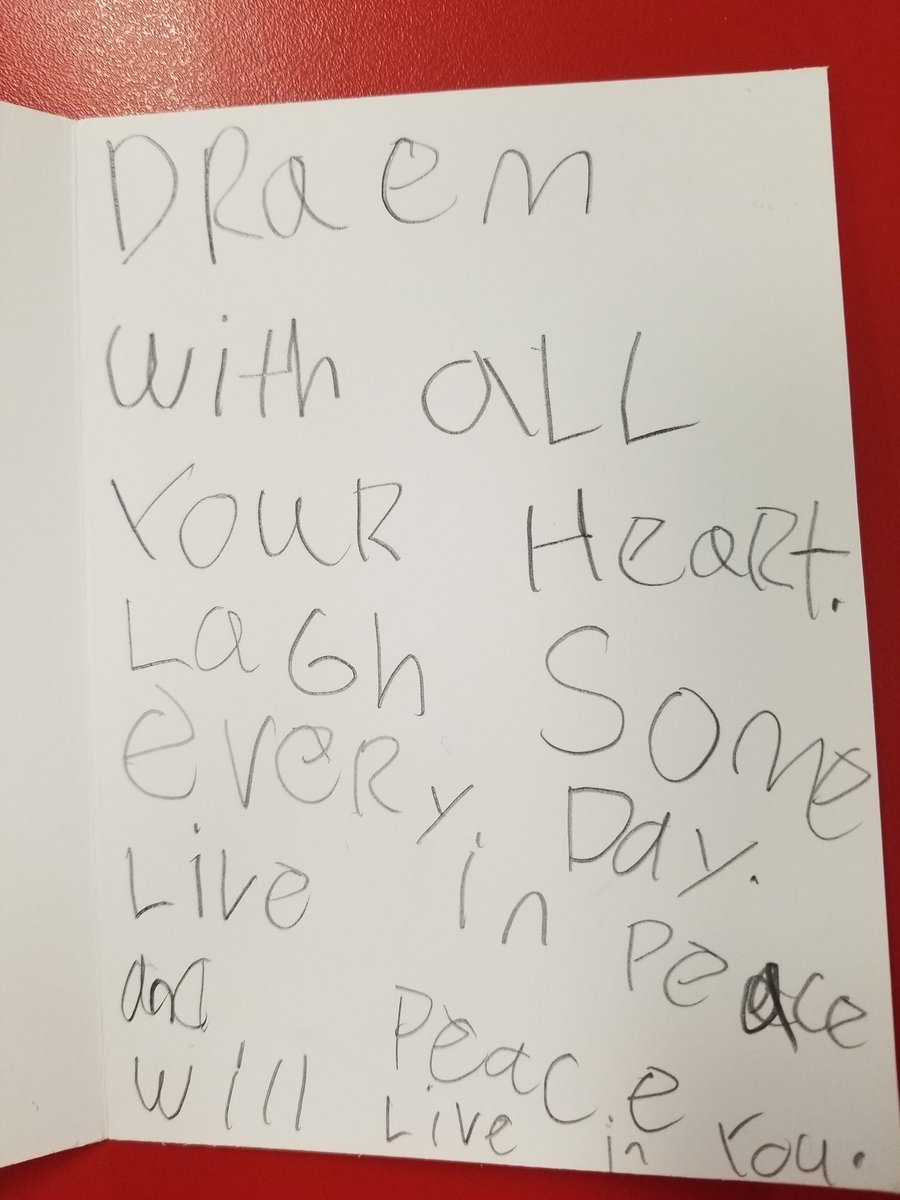 DRaem
with aLL
YOUR HeaRt.
LaGh Some
eveRy Day.
Live in Peace
and Peace
will Live in You.